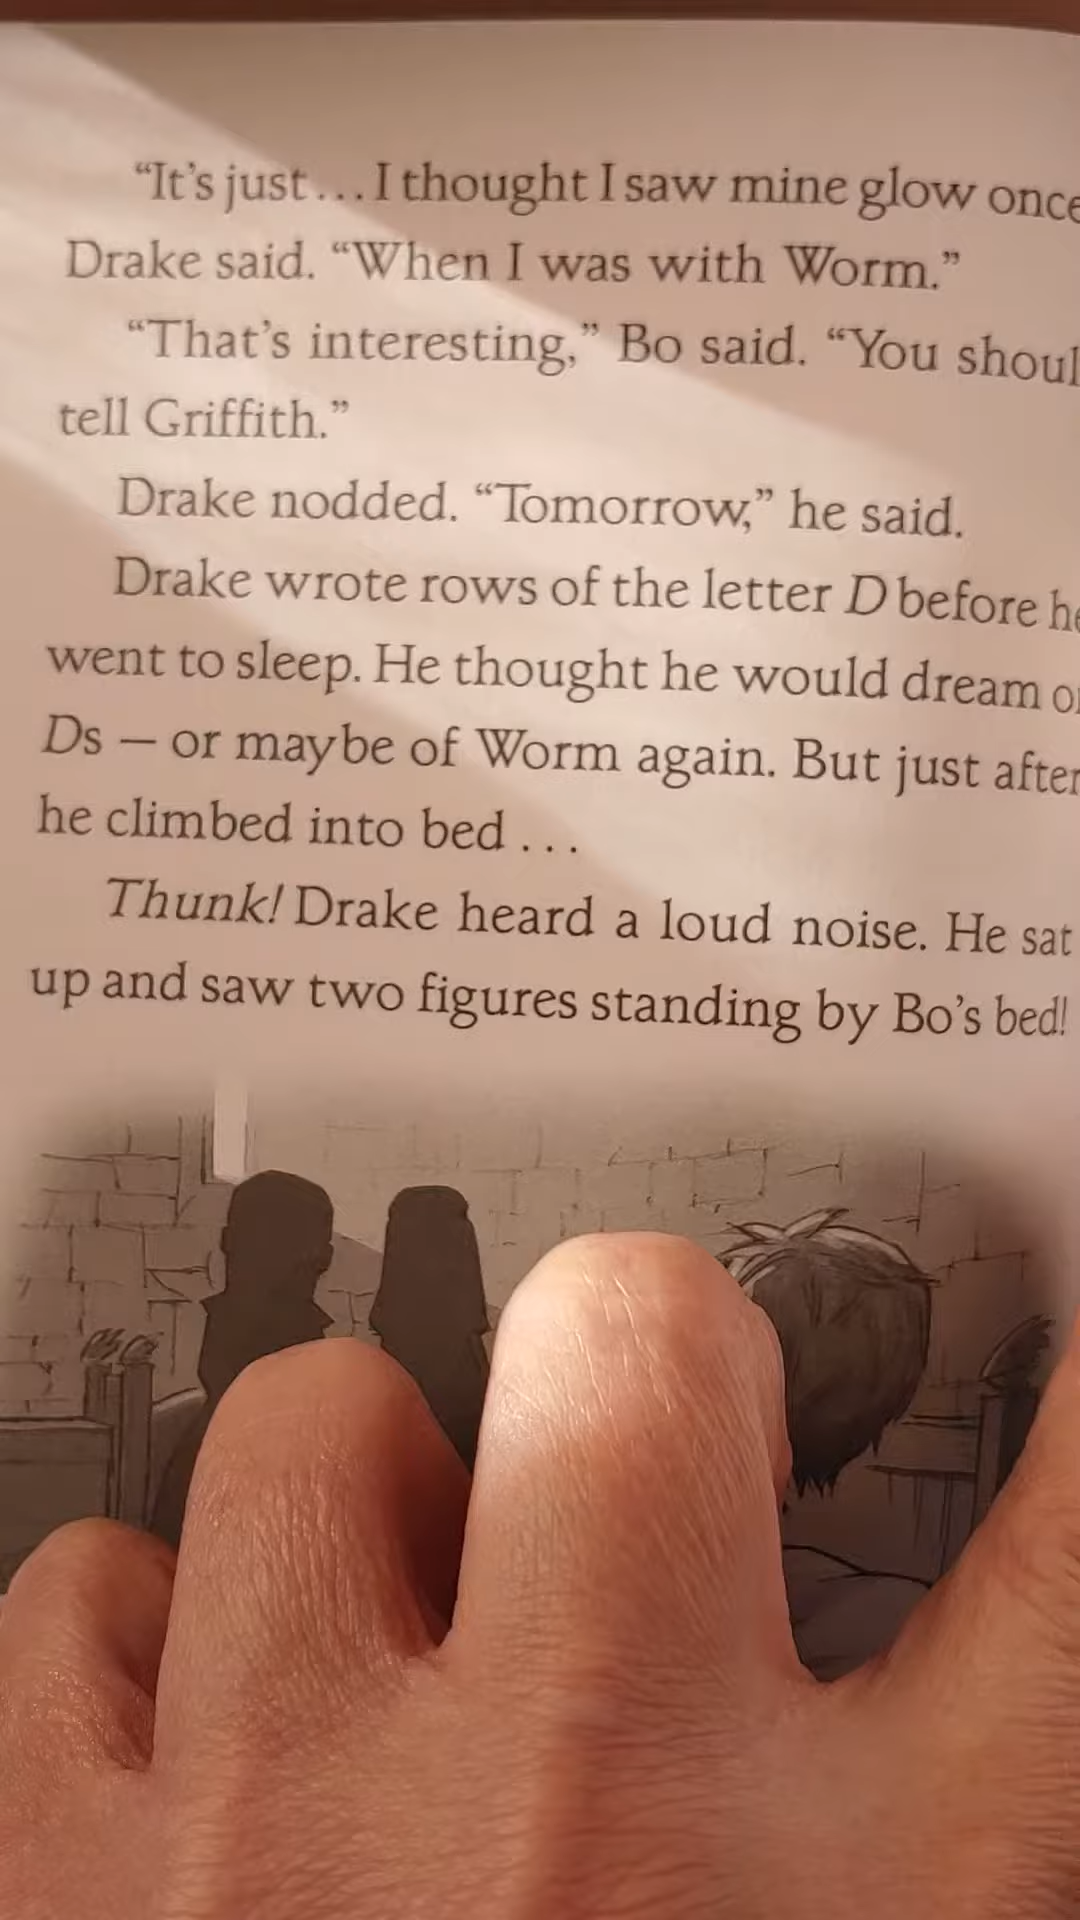 “It’s just . . . I thought I saw mine glow once
Drake said. “When I was with Worm.”
“That’s interesting,” Bo said. “You shoul
tell Griffith.”
Drake nodded. “Tomorrow,” he said.
Drake wrote rows of the letter D before he
went to sleep. He thought he would dream
Ds — or maybe of Worm again. But just after
he climbed into bed . . .
Thunk! Drake heard a loud noise. He sat
up and saw two figures standing by Bo’s bed!